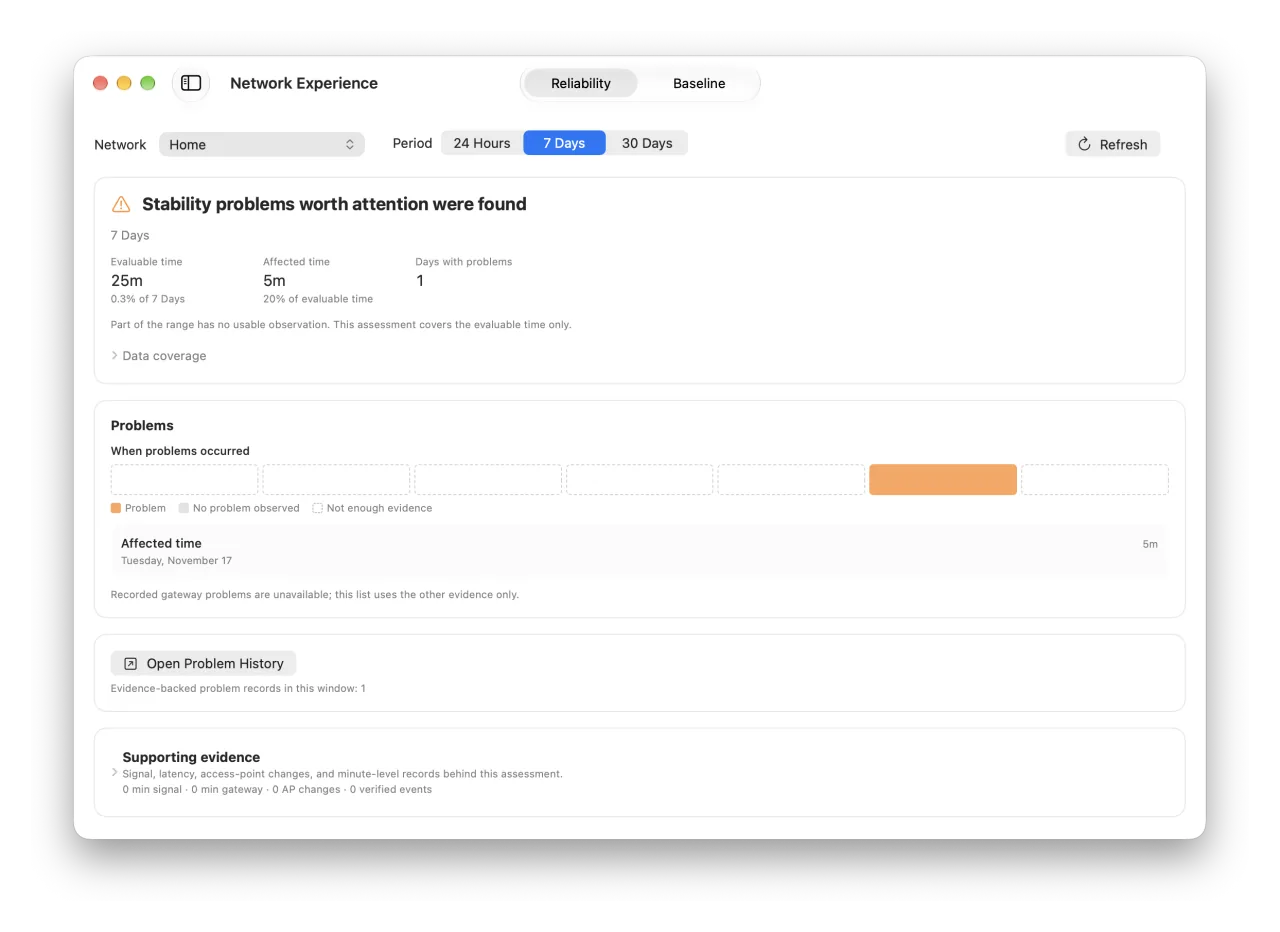 Network Experience
Reliability
Baseline
Network
Home
Period
24 Hours
7 Days
30 Days
Refresh
Stability problems worth attention were found
7 Days
Evaluable time
Affected time
Days with problems
25m
5m
1
0.3% of 7 Days
20% of evaluable time
Part of the range has no usable observation. This assessment covers the evaluable time only.
Data coverage
Problems
When problems occurred
Problem
No problem observed
Not enough evidence
Affected time
5m
Tuesday, November 17
Recorded gateway problems are unavailable; this list uses the other evidence only.
Open Problem History
Evidence-backed problem records in this window: 1
Supporting evidence
Signal, latency, access-point changes, and minute-level records behind this assessment.
0 min signal · 0 min gateway · 0 AP changes · 0 verified events